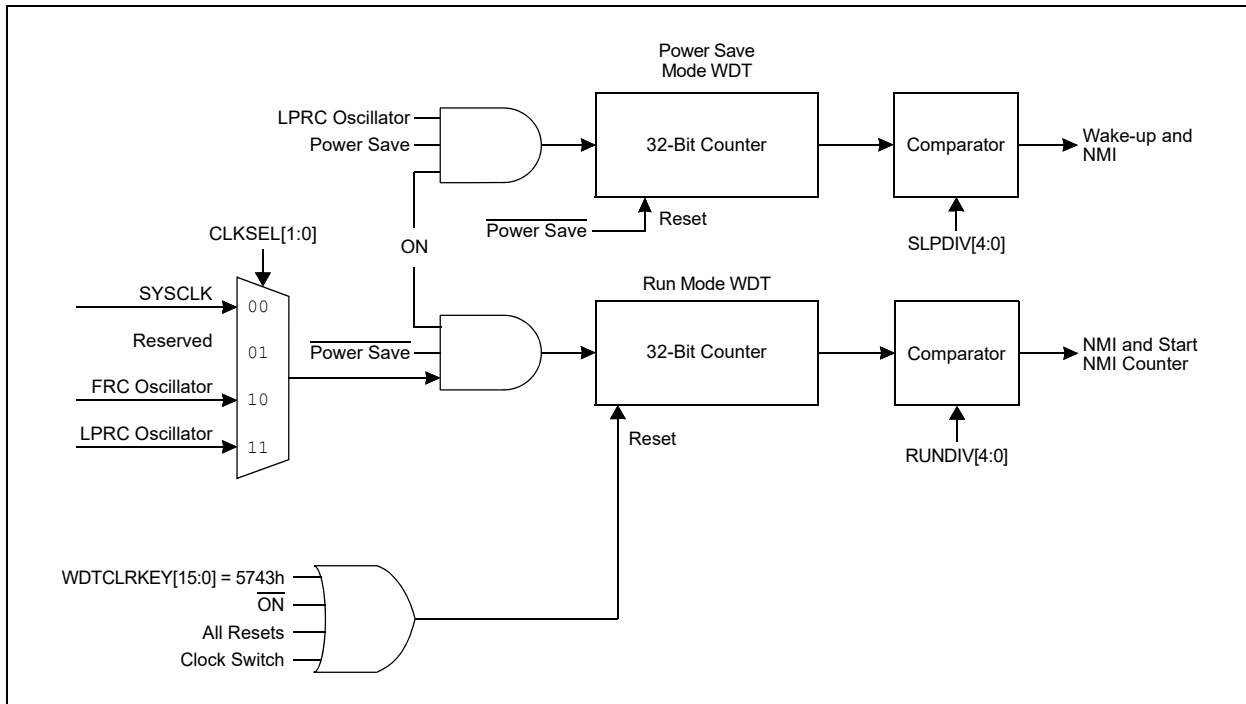 Power Save
Mode WDT
LPRC Oscillator
Power Save
32-Bit Counter
Comparator
Wake-up and
NMI
Power Save
Reset
SLPDIV[4:0]
CLKSEL[1:0]
ON
Run Mode WDT
SYSCLK
00
Reserved
01
Power Save
32-Bit Counter
Comparator
NMI and Start
NMI Counter
FRC Oscillator
10
LPRC Oscillator
11
Reset
RUNDIV[4:0]
WDTCLRKEY[15:0] = 5743h
ON
All Resets
Clock Switch